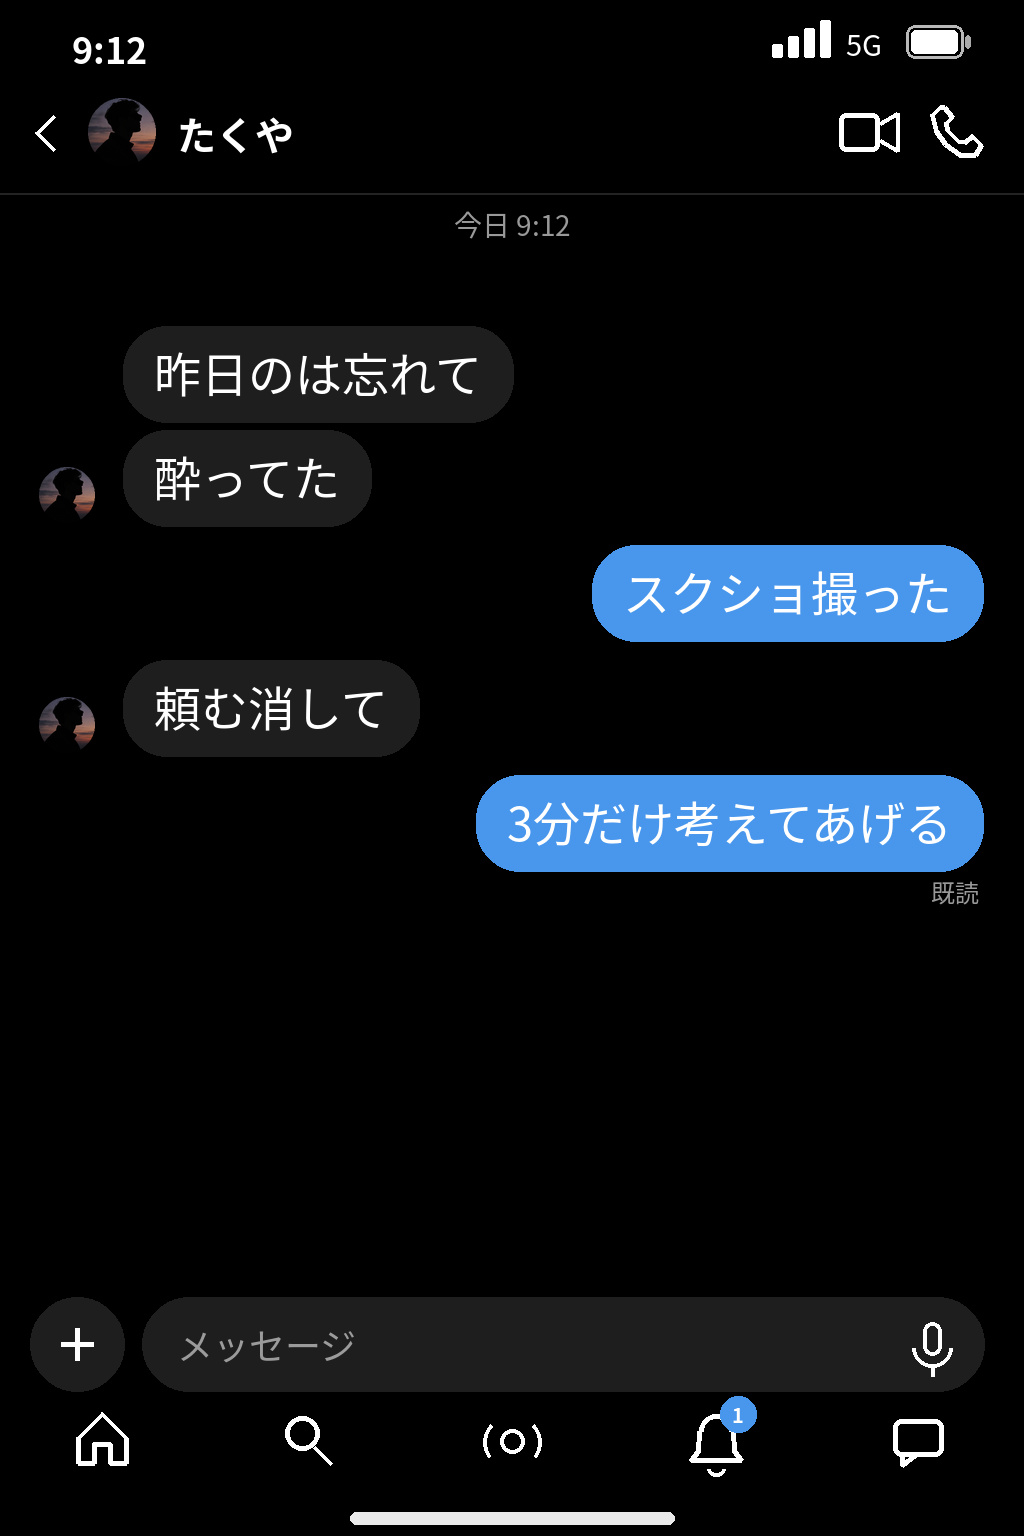 9:12
5G
たくや
今日 9:12
昨日のは忘れて
酔ってた
スクショ撮った
頼む消して
3分だけ考えてあげる
既読
メッセージ
1